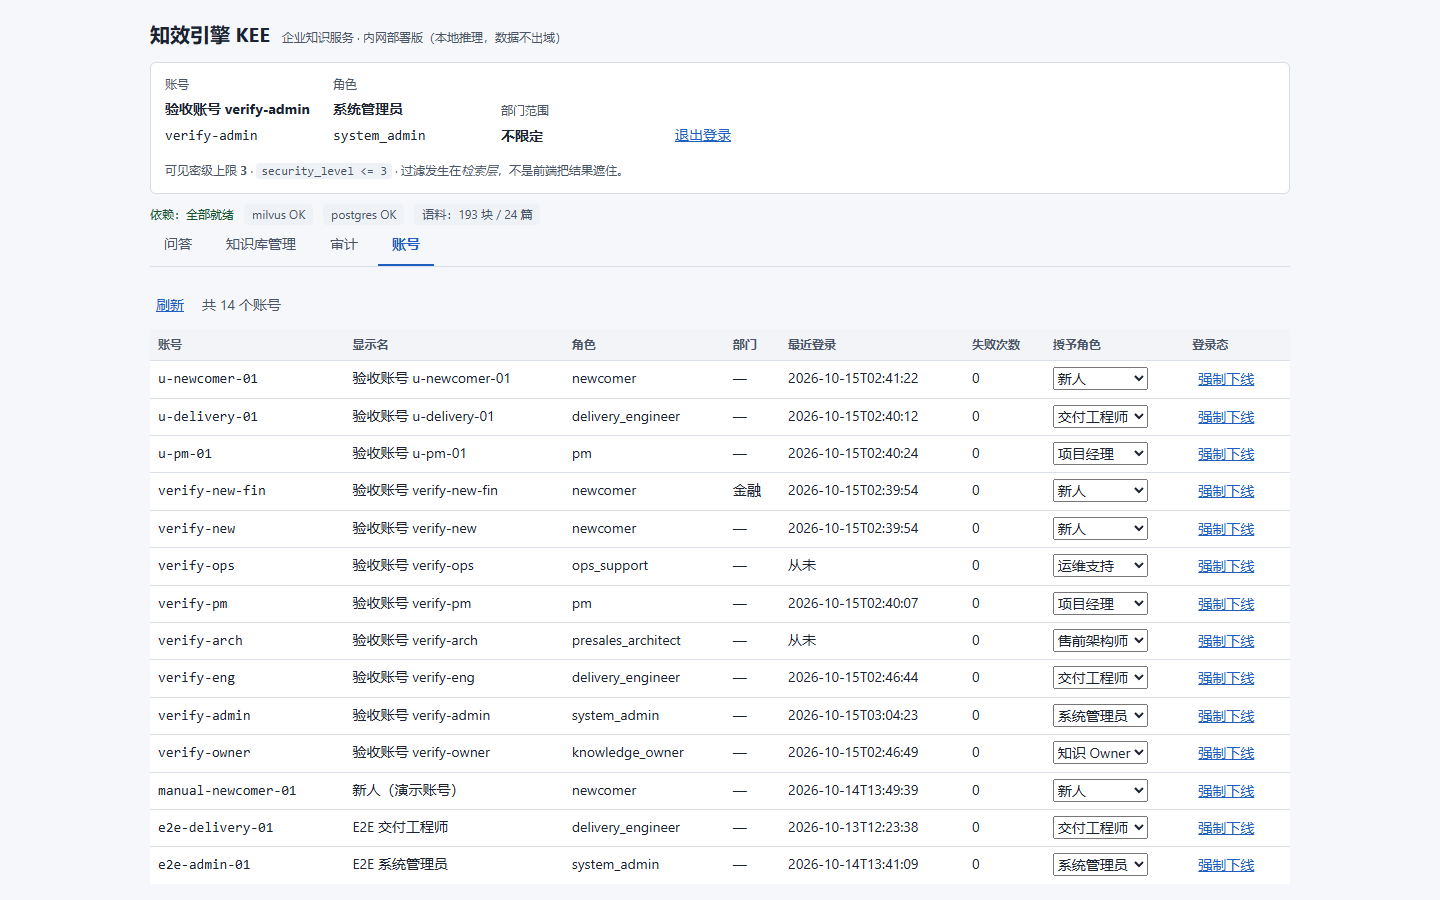 知效引擎 KEE 企业知识服务 · 内网部署版（本地推理，数据不出域）
账号 角色
验收账号 verify-admin 系统管理员 部门范围
verify-admin system_admin 不限定 退出登录
可见密级上限 3 · security_level <= 3 · 过滤发生在检索层，不是前端把结果遮住。
依赖：全部就绪 milvus OK postgres OK 语料：193 块 / 24 篇
问答 知识库管理 审计 账号
刷新 共 14 个账号
账号 显示名 角色 部门 最近登录 失败次数 授予角色 登录态
u-newcomer-01 验收账号 u-newcomer-01 newcomer — 2026-10-15T02:41:22 0 新人 强制下线
u-delivery-01 验收账号 u-delivery-01 delivery_engineer — 2026-10-15T02:40:12 0 交付工程师 强制下线
u-pm-01 验收账号 u-pm-01 pm — 2026-10-15T02:40:24 0 项目经理 强制下线
verify-new-fin 验收账号 verify-new-fin newcomer 金融 2026-10-15T02:39:54 0 新人 强制下线
verify-new 验收账号 verify-new newcomer — 2026-10-15T02:39:54 0 新人 强制下线
verify-ops 验收账号 verify-ops ops_support — 从未 0 运维支持 强制下线
verify-pm 验收账号 verify-pm pm — 2026-10-15T02:40:07 0 项目经理 强制下线
verify-arch 验收账号 verify-arch presales_architect — 从未 0 售前架构师 强制下线
verify-eng 验收账号 verify-eng delivery_engineer — 2026-10-15T02:46:44 0 交付工程师 强制下线
verify-admin 验收账号 verify-admin system_admin — 2026-10-15T03:04:23 0 系统管理员 强制下线
verify-owner 验收账号 verify-owner knowledge_owner — 2026-10-15T02:46:49 0 知识 Owner 强制下线
manual-newcomer-01 新人（演示账号） newcomer — 2026-10-14T13:49:39 0 新人 强制下线
e2e-delivery-01 E2E 交付工程师 delivery_engineer — 2026-10-13T12:23:38 0 交付工程师 强制下线
e2e-admin-01 E2E 系统管理员 system_admin — 2026-10-14T13:41:09 0 系统管理员 强制下线